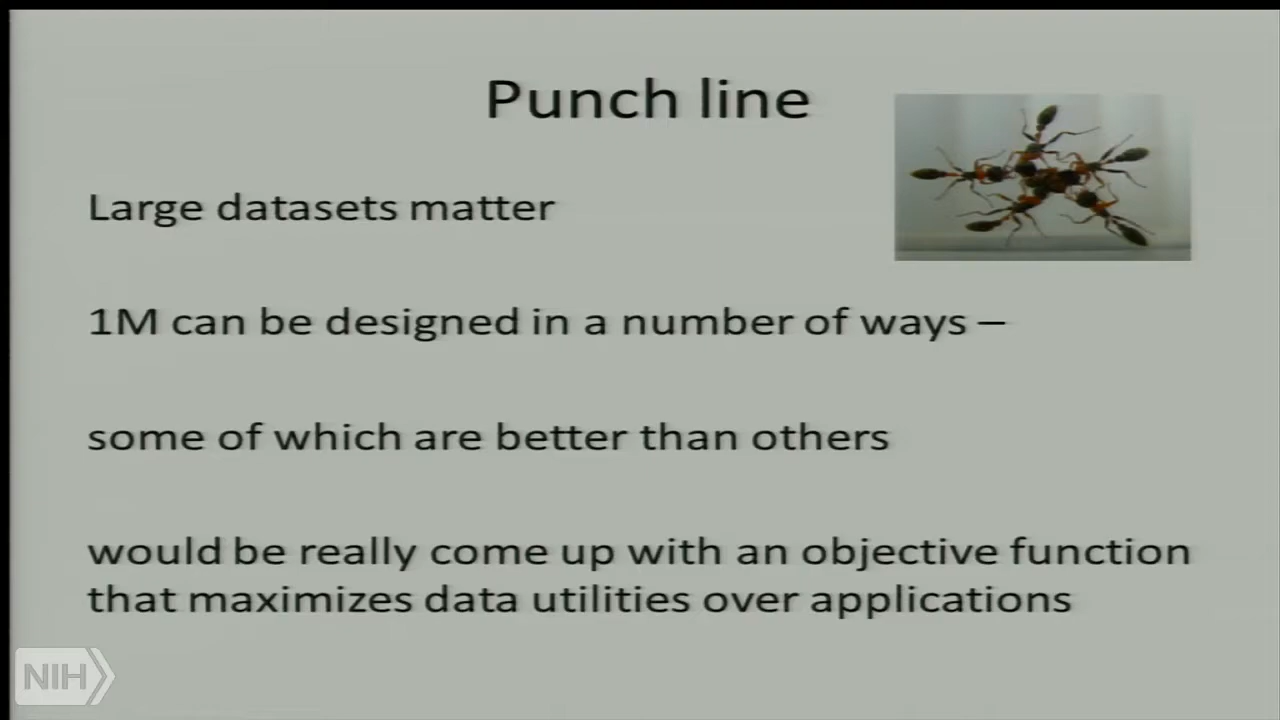 Punch line
Large datasets matter
1M can be designed in a number of ways –
some of which are better than others
would be really come up with an objective function
that maximizes data utilities over applications
NIH